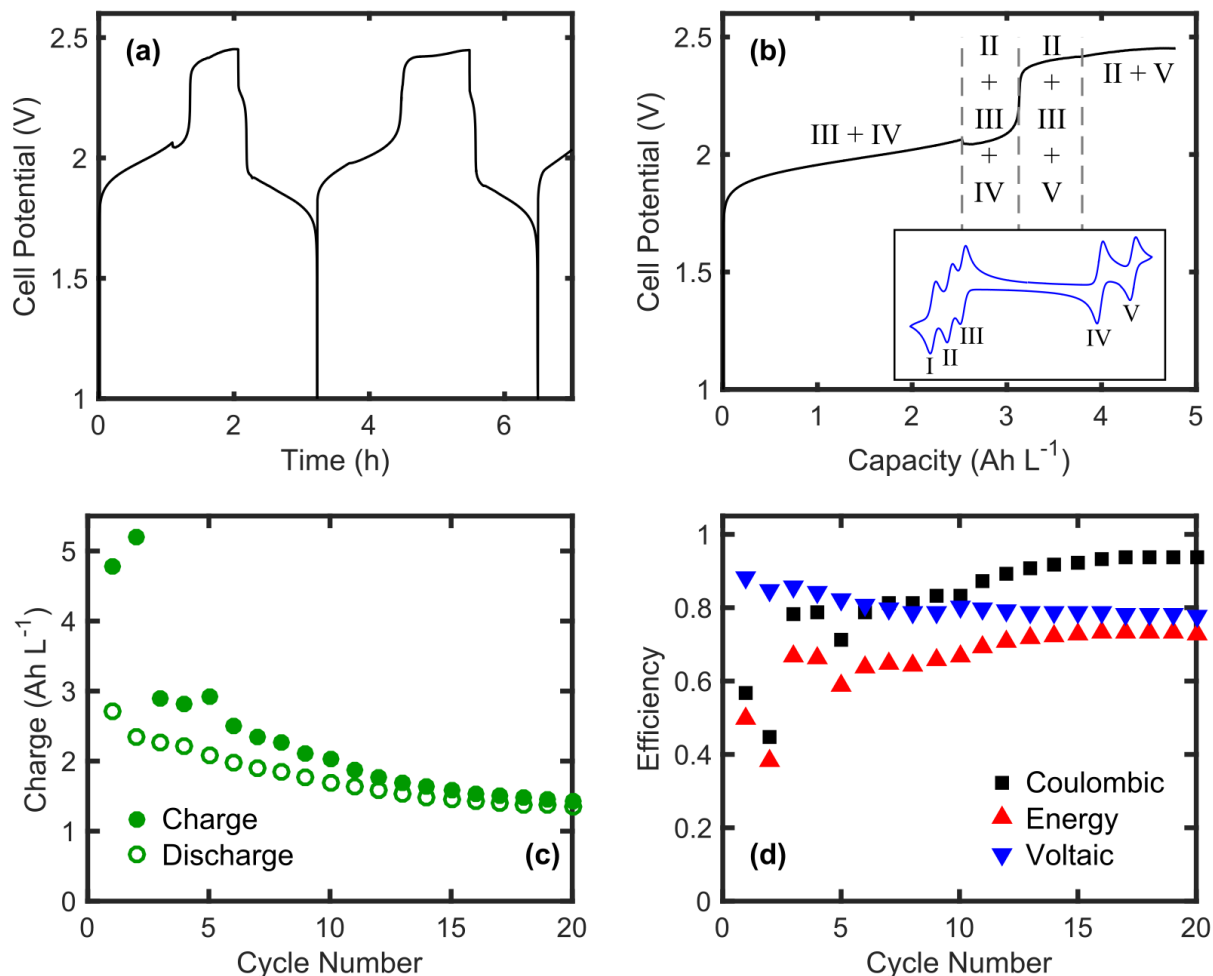 (a)
2.5
2
1.5
1
Cell Potential (V)
0 2 4 6
Time (h)
(b)
2.5
2
1.5
1
Cell Potential (V)
III + IV
II
+
III
+
IV
II
+
III
+
V
II + V
I
II
III
IV
V
0 1 2 3 4 5
Capacity (Ah L⁻¹)
5
4
3
2
1
0
Charge (Ah L⁻¹)
Charge
Discharge
(c)
0 5 10 15 20
Cycle Number
1
0.8
0.6
0.4
0.2
0
Efficiency
Coulombic
Energy
Voltaic
(d)
0 5 10 15 20
Cycle Number